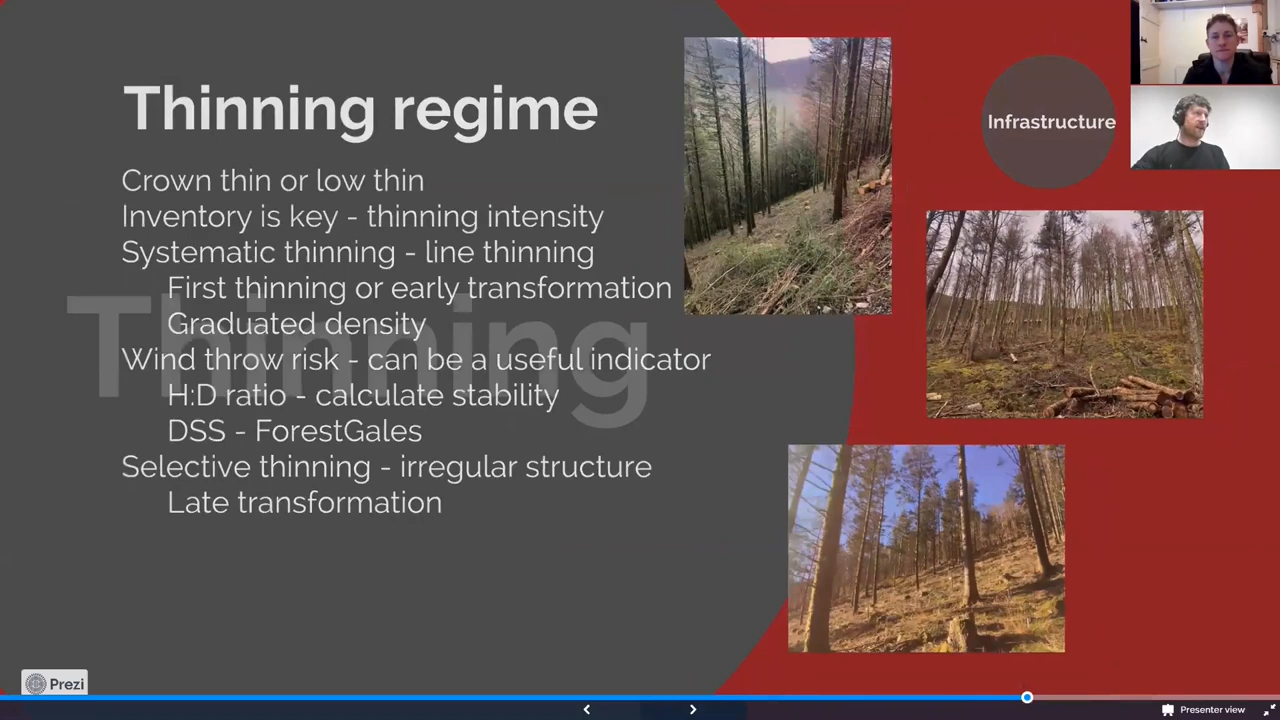 Thinning regime
Crown thin or low thin
Inventory is key - thinning intensity
Systematic thinning - line thinning
First thinning or early transformation
Graduated density
Wind throw risk - can be a useful indicator
H:D ratio - calculate stability
DSS - ForestGales
Selective thinning - irregular structure
Late transformation
Thinning
Infrastructure
Prezi
Presenter view